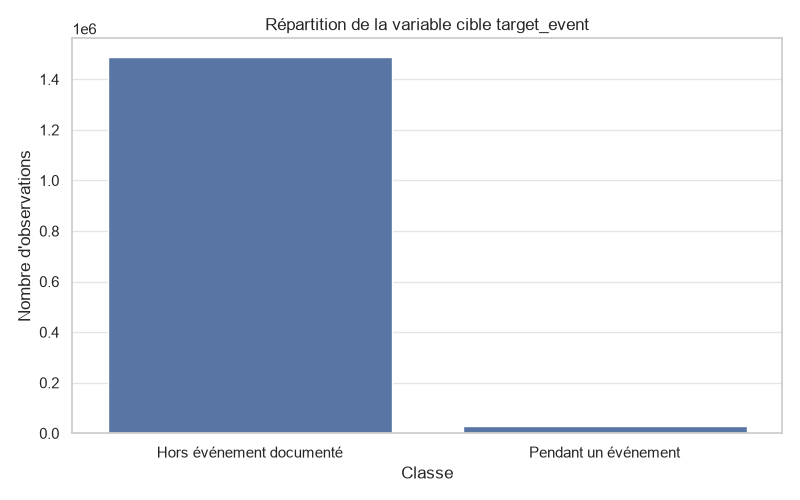 Répartition de la variable cible target_event
1e6
1.4
1.2
1.0
0.8
0.6
0.4
0.2
0.0
Nombre d'observations
Hors événement documenté
Pendant un événement
Classe